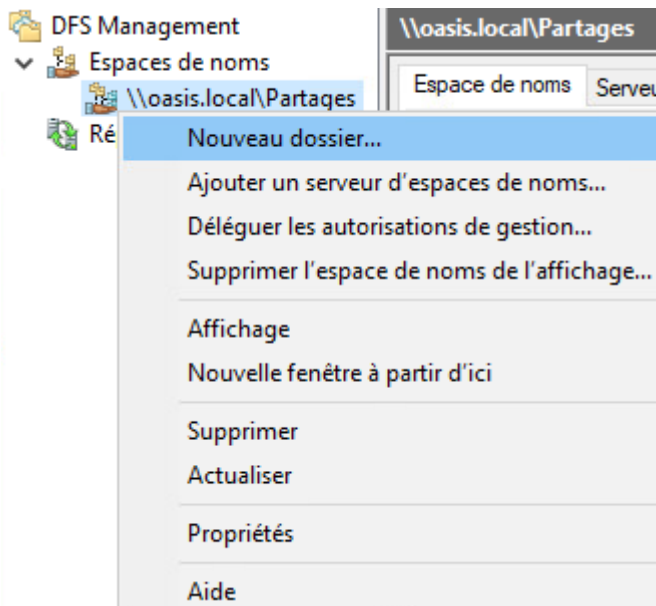 DFS Management
Espaces de noms
\\oasis.local\Partages
Ré
\\oasis.local\Partages
Espace de noms
Serveu
Nouveau dossier...
Ajouter un serveur d'espaces de noms...
Déléguer les autorisations de gestion...
Supprimer l'espace de noms de l'affichage...
Affichage
Nouvelle fenêtre à partir d'ici
Supprimer
Actualiser
Propriétés
Aide